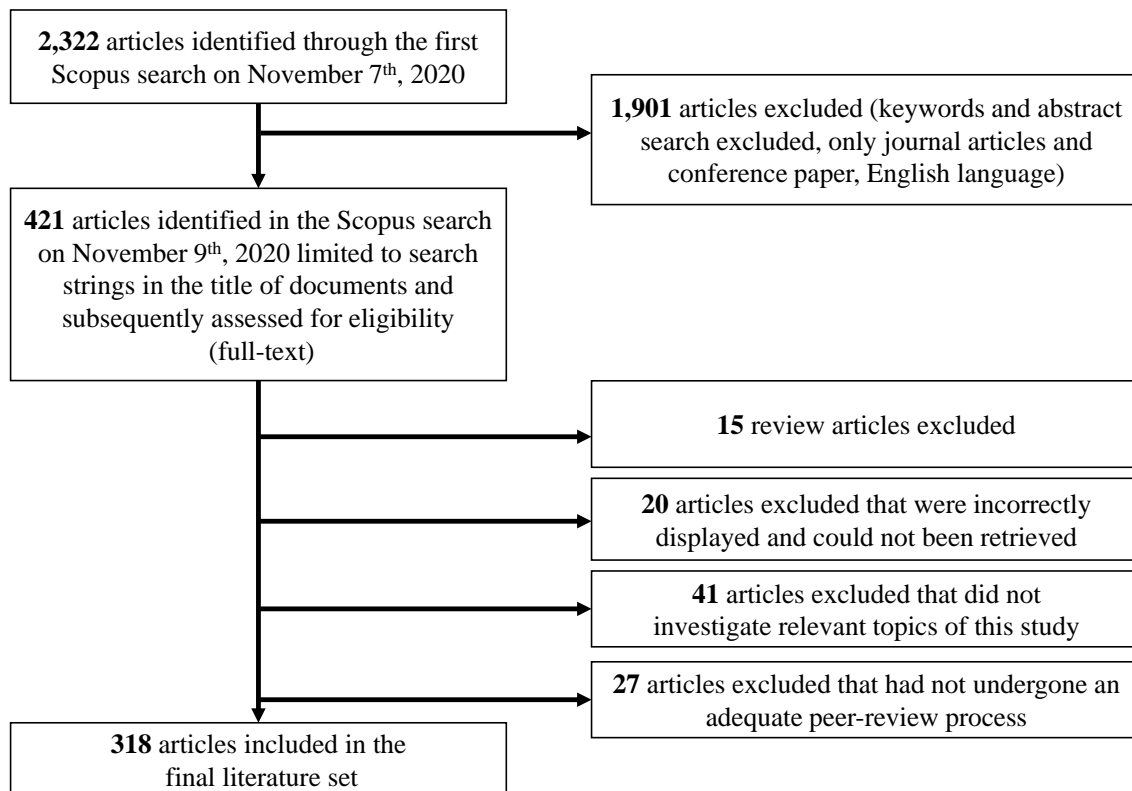 2,322 articles identified through the first
Scopus search on November 7th, 2020
1,901 articles excluded (keywords and abstract
search excluded, only journal articles and
conference paper, English language)
421 articles identified in the Scopus search
on November 9th, 2020 limited to search
strings in the title of documents and
subsequently assessed for eligibility
(full-text)
15 review articles excluded
20 articles excluded that were incorrectly
displayed and could not been retrieved
41 articles excluded that did not
investigate relevant topics of this study
27 articles excluded that had not undergone an
adequate peer-review process
318 articles included in the
final literature set